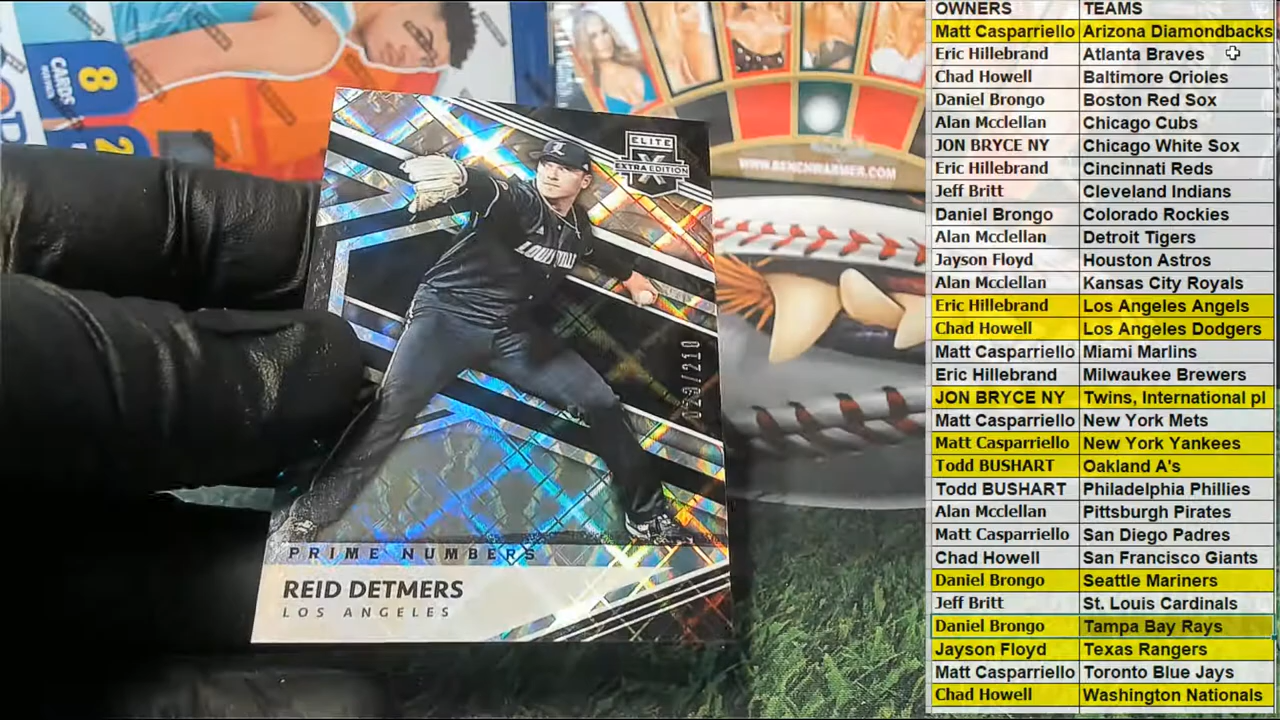 8
CARDS
2
WWW.BENCHWARMER.COM
ELITE
EXTRA EDITION
X
L
LOUISVILLE
023/210
PRIME NUMBERS
REID DETMERS
LOS ANGELES
OWNERS TEAMS
Matt Casparriello Arizona Diamondbacks
Eric Hillebrand Atlanta Braves
Chad Howell Baltimore Orioles
Daniel Brongo Boston Red Sox
Alan Mcclellan Chicago Cubs
JON BRYCE NY Chicago White Sox
Eric Hillebrand Cincinnati Reds
Jeff Britt Cleveland Indians
Daniel Brongo Colorado Rockies
Alan Mcclellan Detroit Tigers
Jayson Floyd Houston Astros
Alan Mcclellan Kansas City Royals
Eric Hillebrand Los Angeles Angels
Chad Howell Los Angeles Dodgers
Matt Casparriello Miami Marlins
Eric Hillebrand Milwaukee Brewers
JON BRYCE NY Twins, International pl
Matt Casparriello New York Mets
Matt Casparriello New York Yankees
Todd BUSHART Oakland A's
Todd BUSHART Philadelphia Phillies
Alan Mcclellan Pittsburgh Pirates
Matt Casparriello San Diego Padres
Chad Howell San Francisco Giants
Daniel Brongo Seattle Mariners
Jeff Britt St. Louis Cardinals
Daniel Brongo Tampa Bay Rays
Jayson Floyd Texas Rangers
Matt Casparriello Toronto Blue Jays
Chad Howell Washington Nationals